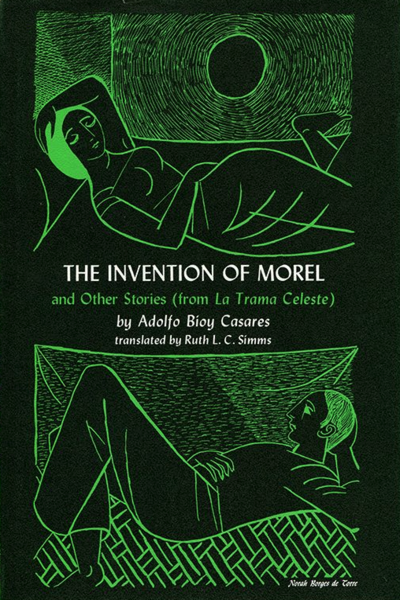 THE INVENTION OF MOREL
and Other Stories (from La Trama Celeste)
by Adolfo Bioy Casares
translated by Ruth L. C. Simms
Norah Borges de Torre